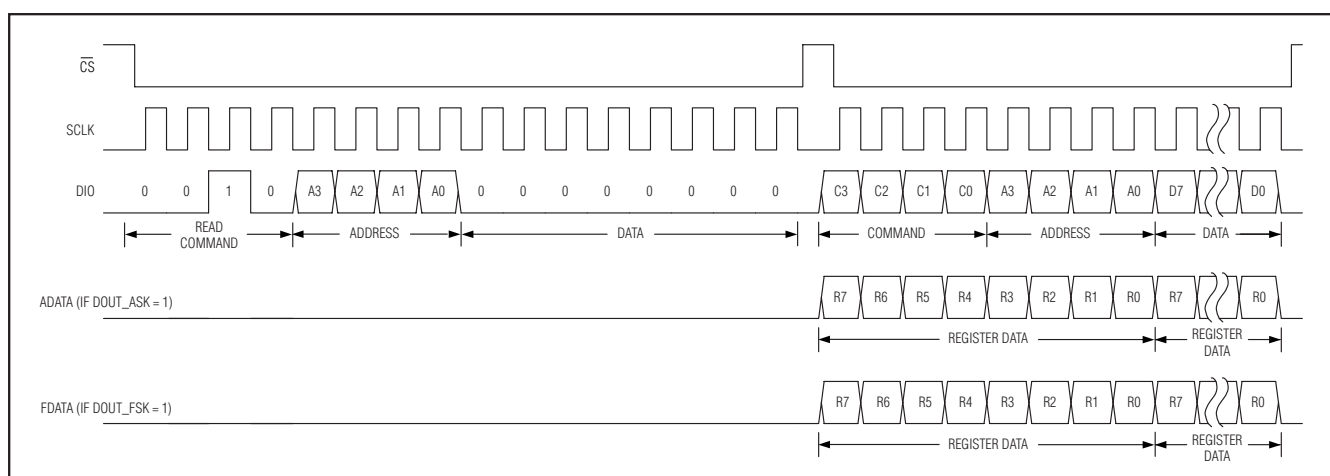 CS
SCLK
DIO 0 0 1 0 A3 A2 A1 A0 0 0 0 0 0 0 0 0 C3 C2 C1 C0 A3 A2 A1 A0 D7 D0
READ COMMAND ADDRESS DATA COMMAND ADDRESS DATA
ADATA (IF DOUT_ASK = 1) R7 R6 R5 R4 R3 R2 R1 R0 R7 R0
REGISTER DATA REGISTER DATA
FDATA (IF DOUT_FSK = 1) R7 R6 R5 R4 R3 R2 R1 R0 R7 R0
REGISTER DATA REGISTER DATA